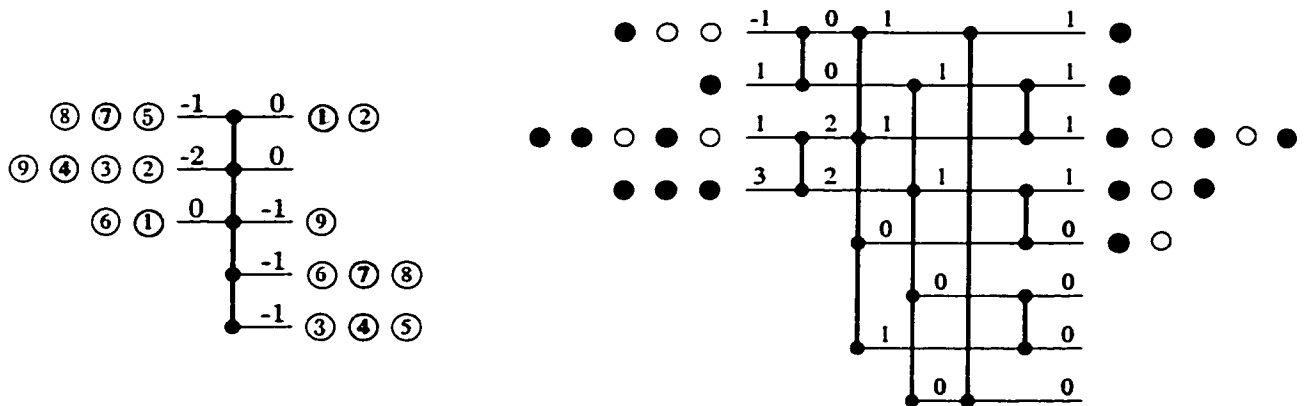 ⑧ ⑦ ⑤ -1 0 ① ②
⑨ ④ ③ ② -2 0
⑥ ① 0 -1 ⑨
-1 ⑥ ⑦ ⑧
-1 ③ ④ ⑤
-1 0 1 1
1 0 1 1
1 2 1 1
3 2 1 1
0 0
0 0
1 0
0 0